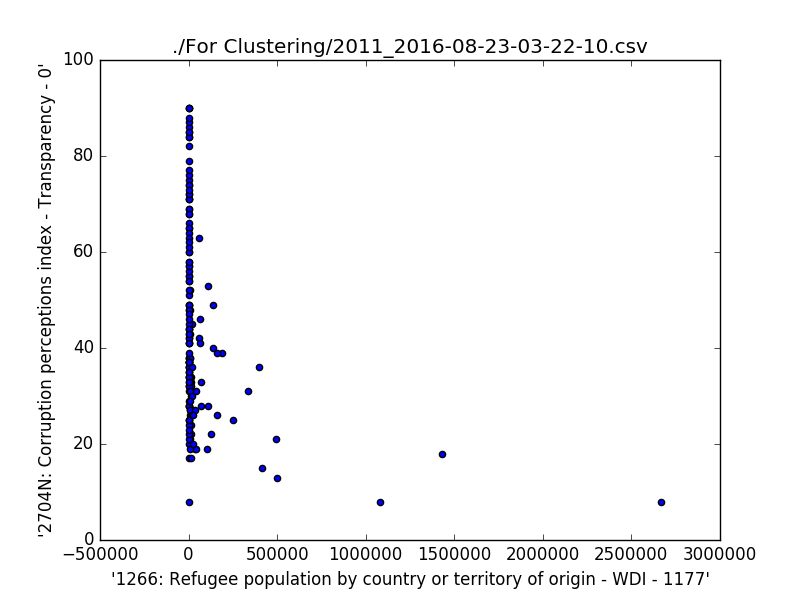 ./For Clustering/2011_2016-08-23-03-22-10.csv
100
80
60
40
20
0
'2704N: Corruption perceptions index - Transparency - 0'
−500000 0 500000 1000000 1500000 2000000 2500000 3000000
'1266: Refugee population by country or territory of origin - WDI - 1177'